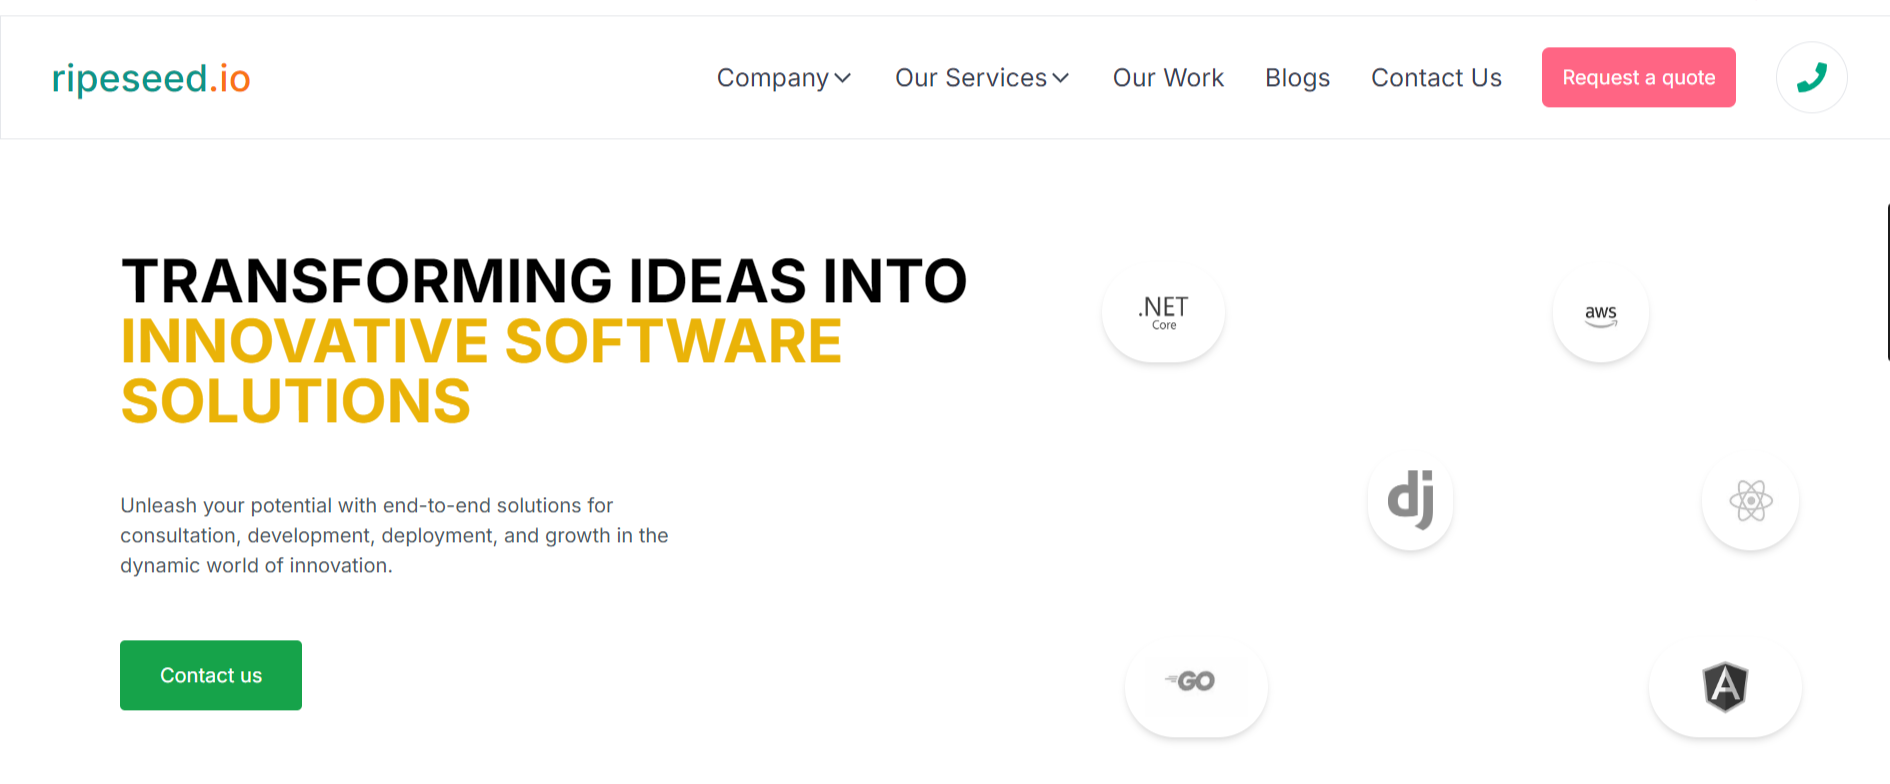 ripeseed.io
Company
Our Services
Our Work
Blogs
Contact Us
Request a quote
TRANSFORMING IDEAS INTO
INNOVATIVE SOFTWARE
SOLUTIONS
Unleash your potential with end-to-end solutions for
consultation, development, deployment, and growth in the
dynamic world of innovation.
Contact us
.NET
Core
aws
dj
GO
A